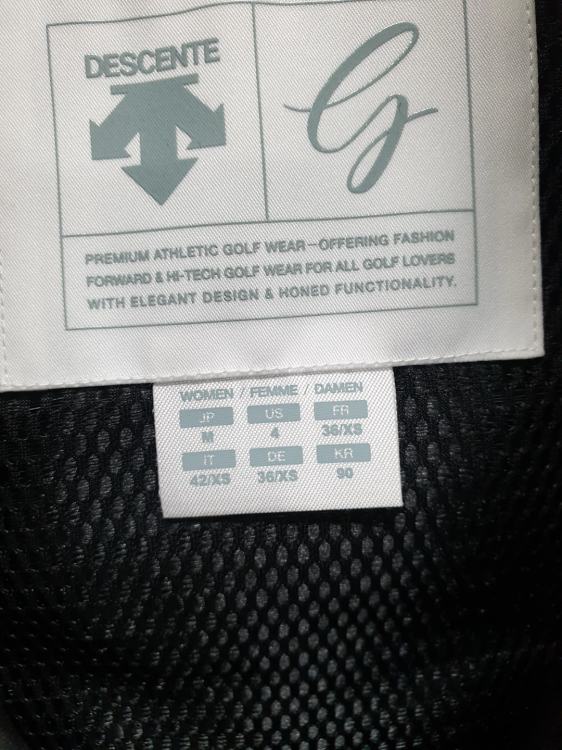 DESCENTE
G
PREMIUM ATHLETIC GOLF WEAR—OFFERING FASHION
FORWARD & HI-TECH GOLF WEAR FOR ALL GOLF LOVERS
WITH ELEGANT DESIGN & HONED FUNCTIONALITY.
WOMEN / FEMME / DAMEN
JP US FR
M 4 36/XS
IT DE KR
42/XS 36/XS 90